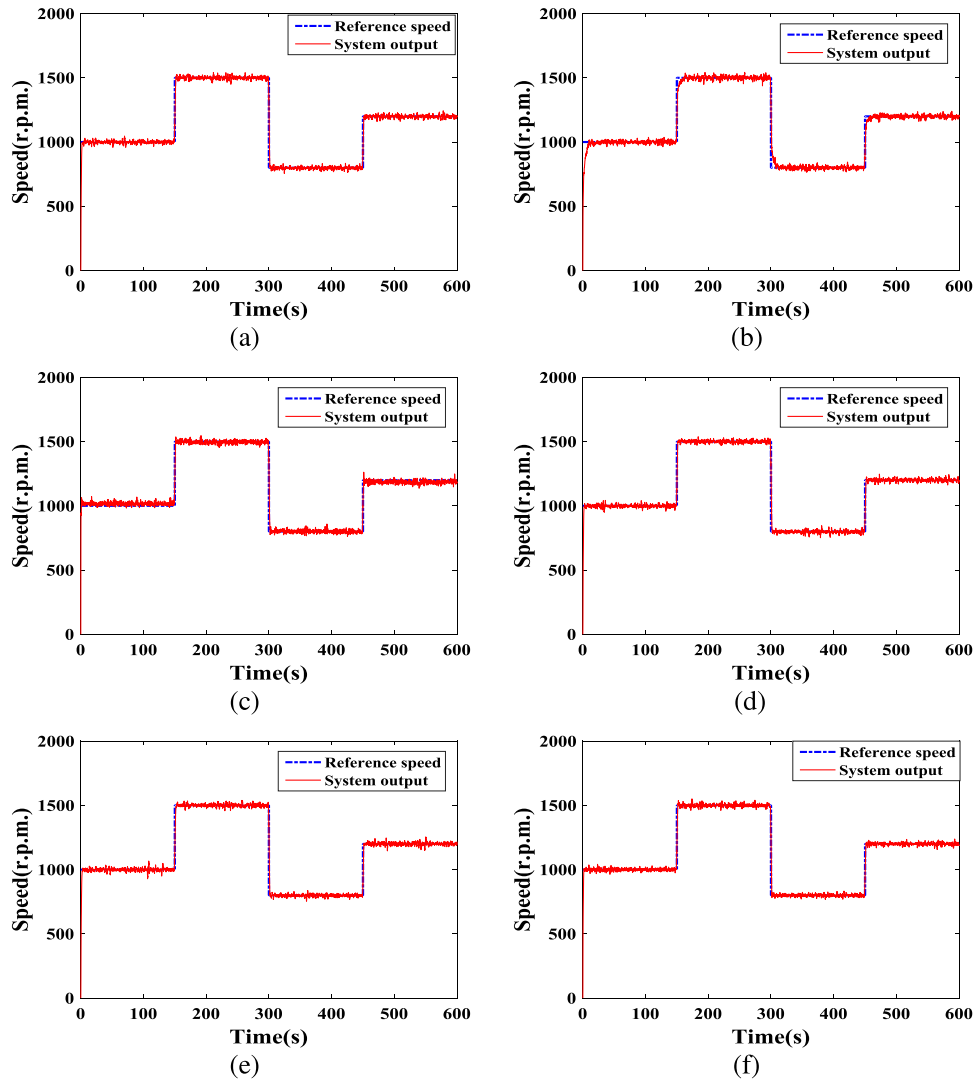 Reference speed
System output
Speed(r.p.m.)
2000
1500
1000
500
0
0 100 200 300 400 500 600
Time(s)
(a)
Reference speed
System output
Speed(r.p.m.)
2000
1500
1000
500
0
0 100 200 300 400 500 600
Time(s)
(b)
Reference speed
System output
Speed(r.p.m.)
2000
1500
1000
500
0
0 100 200 300 400 500 600
Time(s)
(c)
Reference speed
System output
Speed(r.p.m.)
2000
1500
1000
500
0
0 100 200 300 400 500 600
Time(s)
(d)
Reference speed
System output
Speed(r.p.m.)
2000
1500
1000
500
0
0 100 200 300 400 500 600
Time(s)
(e)
Reference speed
System output
Speed(r.p.m.)
2000
1500
1000
500
0
0 100 200 300 400 500 600
Time(s)
(f)